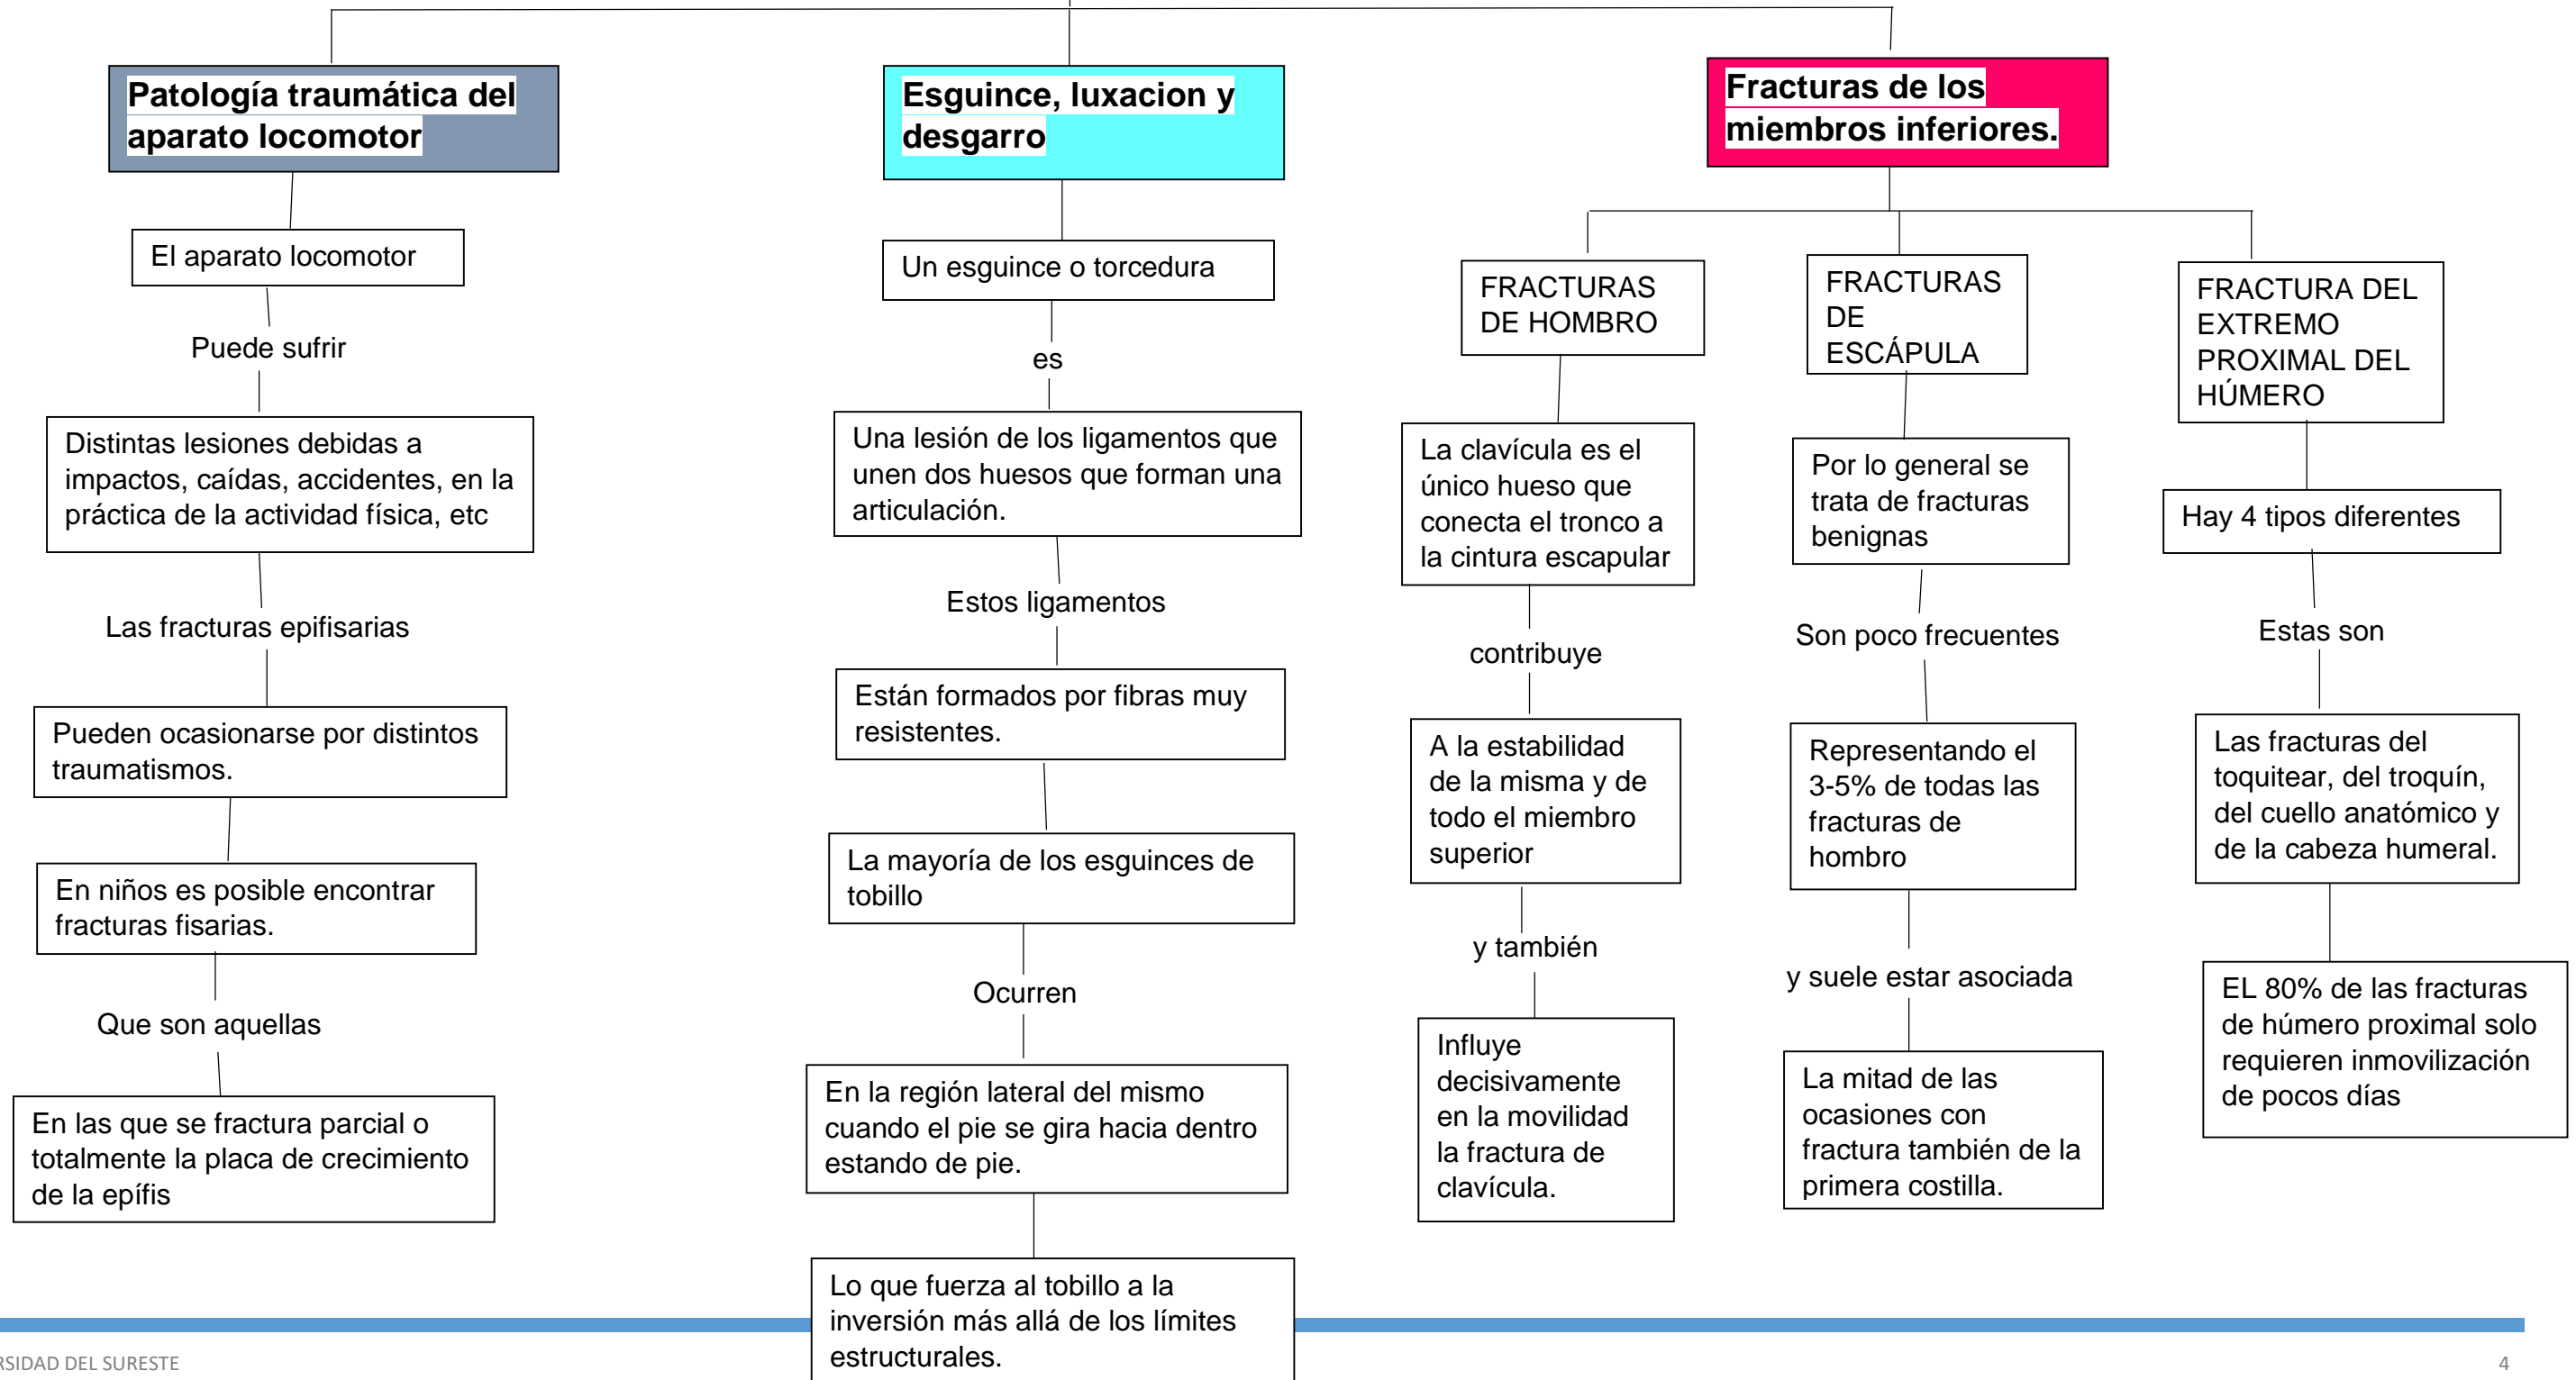 Patología traumática del
aparato locomotor
El aparato locomotor
Puede sufrir
Distintas lesiones debidas a
impactos, caídas, accidentes, en la
práctica de la actividad física, etc
Las fracturas epifisarias
Pueden ocasionarse por distintos
traumatismos.
En niños es posible encontrar
fracturas fisarias.
Que son aquellas
En las que se fractura parcial o
totalmente la placa de crecimiento
de la epífis
Esguince, luxacion y
desgarro
Un esguince o torcedura
es
Una lesión de los ligamentos que
unen dos huesos que forman una
articulación.
Estos ligamentos
Están formados por fibras muy
resistentes.
La mayoría de los esguinces de
tobillo
Ocurren
En la región lateral del mismo
cuando el pie se gira hacia dentro
estando de pie.
Lo que fuerza al tobillo a la
inversión más allá de los límites
estructurales.
Fracturas de los
miembros inferiores.
FRACTURAS
DE HOMBRO
La clavícula es el
único hueso que
conecta el tronco a
la cintura escapular
contribuye
A la estabilidad
de la misma y de
todo el miembro
superior
y también
Influye
decisivamente
en la movilidad
la fractura de
clavícula.
FRACTURAS
DE
ESCÁPULA
Por lo general se
trata de fracturas
benignas
Son poco frecuentes
Representando el
3-5% de todas las
fracturas de
hombro
y suele estar asociada
La mitad de las
ocasiones con
fractura también de la
primera costilla.
FRACTURA DEL
EXTREMO
PROXIMAL DEL
HÚMERO
Hay 4 tipos diferentes
Estas son
Las fracturas del
toquitear, del troquín,
del cuello anatómico y
de la cabeza humeral.
EL 80% de las fracturas
de húmero proximal solo
requieren inmovilización
de pocos días
RSIDAD DEL SURESTE
4